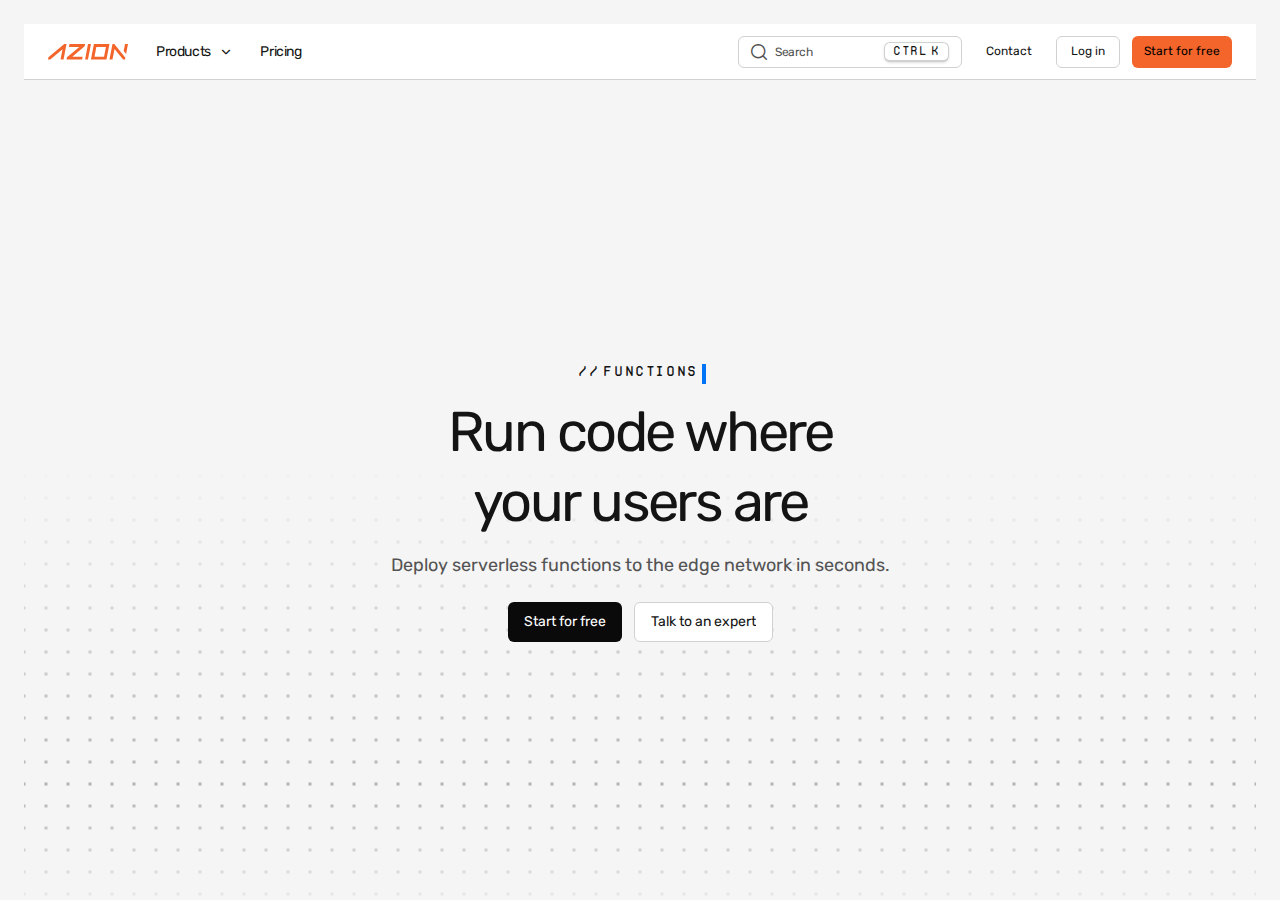 AZION
Products
Pricing
Search
CTRL K
Contact
Log in
Start for free
//FUNCTIONS
Run code where
your users are
Deploy serverless functions to the edge network in seconds.
Start for free
Talk to an expert